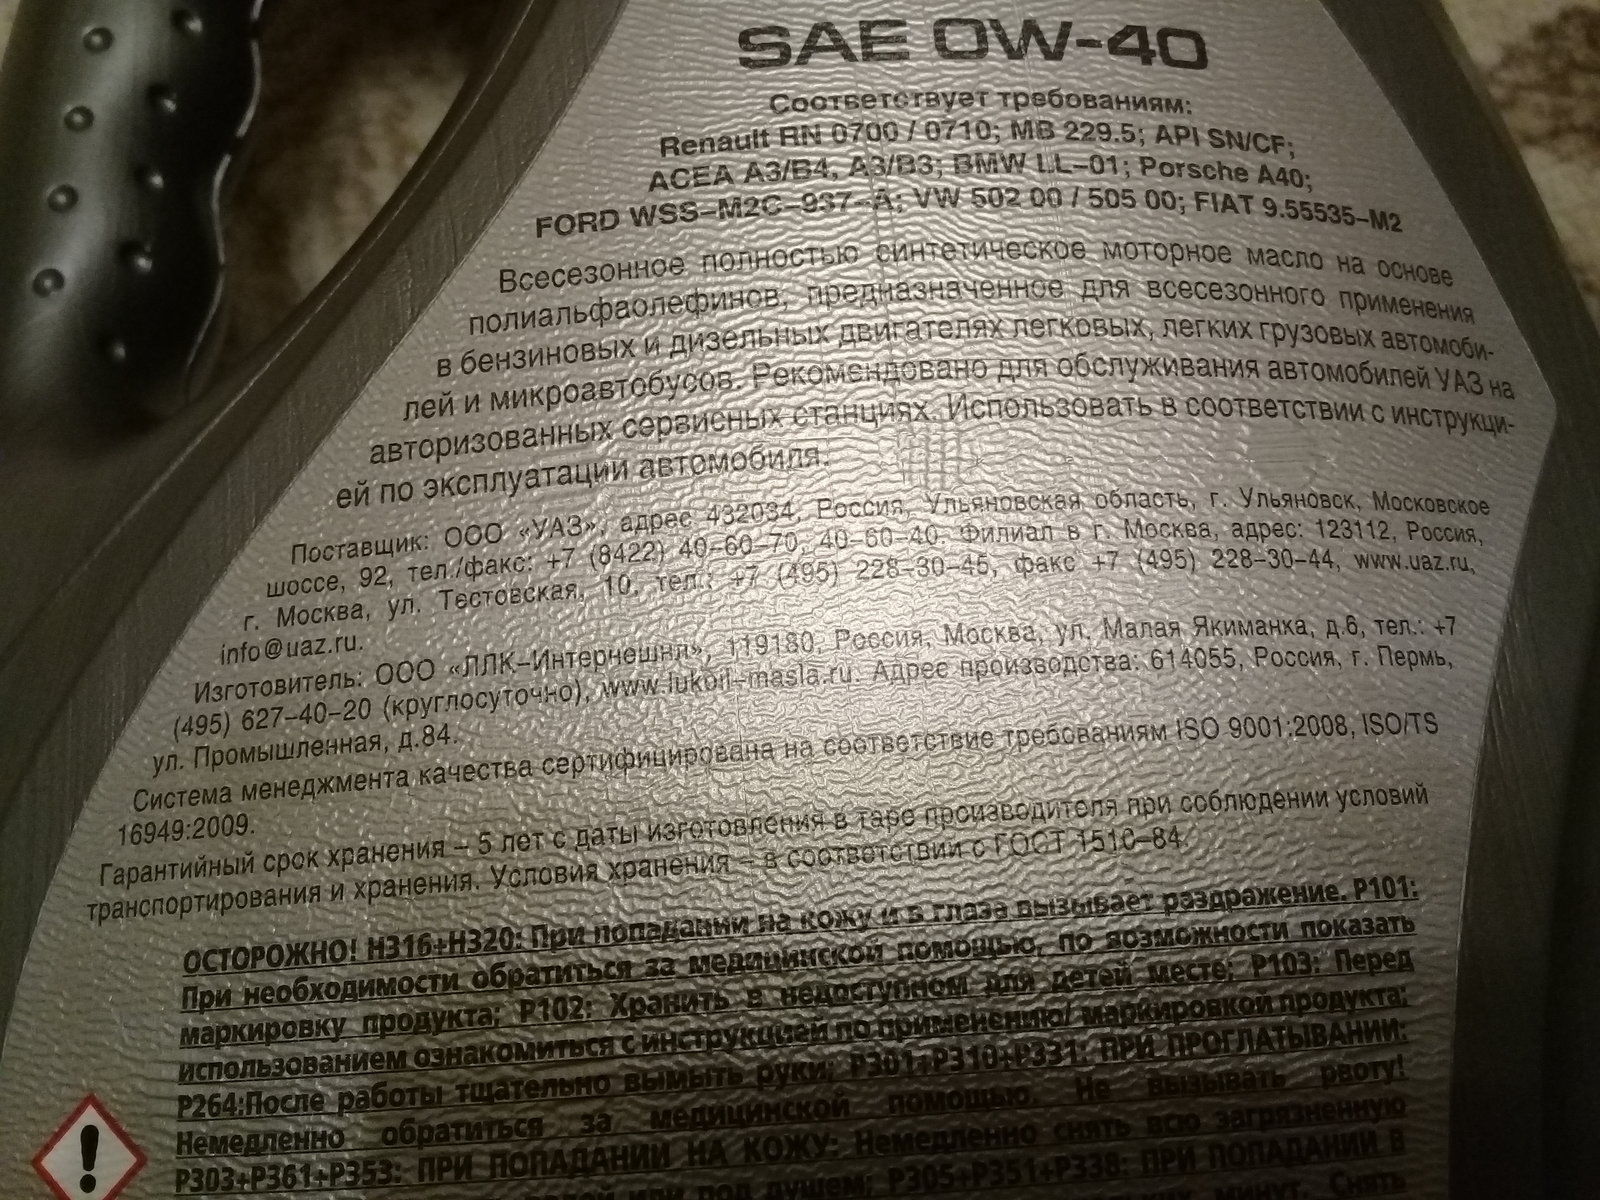 SAE 0W-40
Соответствует требованиям:
Renault RN 0700 / 0710; MB 229.5; API SN/CF;
ACEA A3/B4, A3/B3; BMW LL-01; Porsche A40;
FORD WSS-M2C-937-A; VW 502 00 / 505 00; FIAT 9.55535-M2
Всесезонное полностью синтетическое моторное масло на основе
полиальфаолефинов, предназначенное для всесезонного применения
в бензиновых и дизельных двигателях легковых, легких грузовых автомоби-
лей и микроавтобусов. Рекомендовано для обслуживания автомобилей УАЗ на
авторизованных сервисных станциях. Использовать в соответствии с инструкци-
ей по эксплуатации автомобиля.
Поставщик: ООО «УАЗ», адрес 432034, Россия, Ульяновская область, г. Ульяновск, Московское
шоссе, 92, тел./факс: +7 (8422) 40-60-70, 40-60-40. Филиал в г. Москва, адрес: 123112, Россия,
г. Москва, ул. Тестовская, 10, тел.: +7 (495) 228-30-45, факс +7 (495) 228-30-44, www.uaz.ru,
info@uaz.ru.
Изготовитель: ООО «ЛЛК-Интернешнл», 119180, Россия, Москва, ул. Малая Якиманка, д.6, тел.: +7
(495) 627-40-20 (круглосуточно), www.lukoil-masla.ru. Адрес производства: 614055, Россия, г. Пермь,
ул. Промышленная, д.84.
Система менеджмента качества сертифицирована на соответствие требованиям ISO 9001:2008, ISO/TS
16949:2009.
Гарантийный срок хранения – 5 лет с даты изготовления в таре производителя при соблюдении условий
транспортирования и хранения. Условия хранения – в соответствии с ГОСТ 1510-84.
ОСТОРОЖНО! H316+H320: При попадании на кожу и в глаза вызывает раздражение. P101:
При необходимости обратиться за медицинской помощью, по возможности показать
маркировку продукта; P102: Хранить в недоступном для детей месте; P103: Перед
использованием ознакомиться с инструкцией по применению/ маркировкой продукта;
P264:После работы тщательно вымыть руки; P301+P310+P331: ПРИ ПРОГЛАТЫВАНИИ:
Немедленно обратиться за медицинской помощью. Не вызывать рвоту!
P303+P361+P353: ПРИ ПОПАДАНИИ НА КОЖУ: Немедленно снять всю загрязненную
водой или под душем; P305+P351+P338: ПРИ ПОПАДАНИИ В
минут. Снять